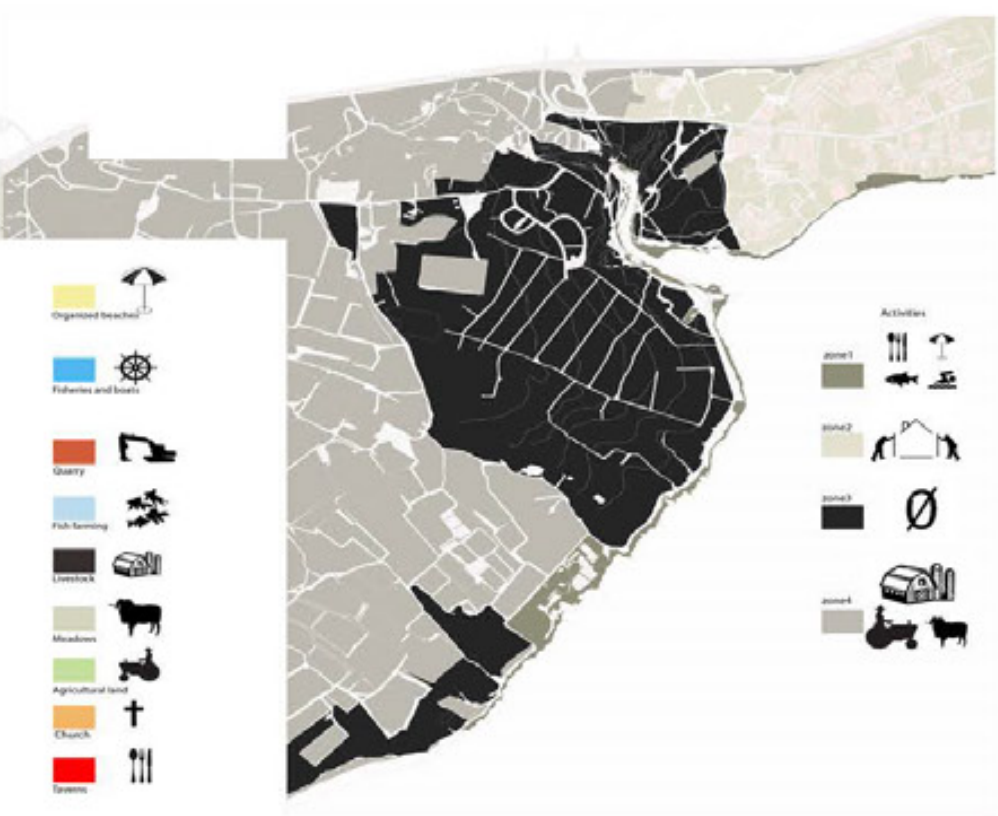 Organized beaches
Fisheries and boats
Quarry
Fish farming
Livestock
Meadows
Agricultural land
Church
Taverns
Activities
zone1
zone2
zone3
Ø
zone4